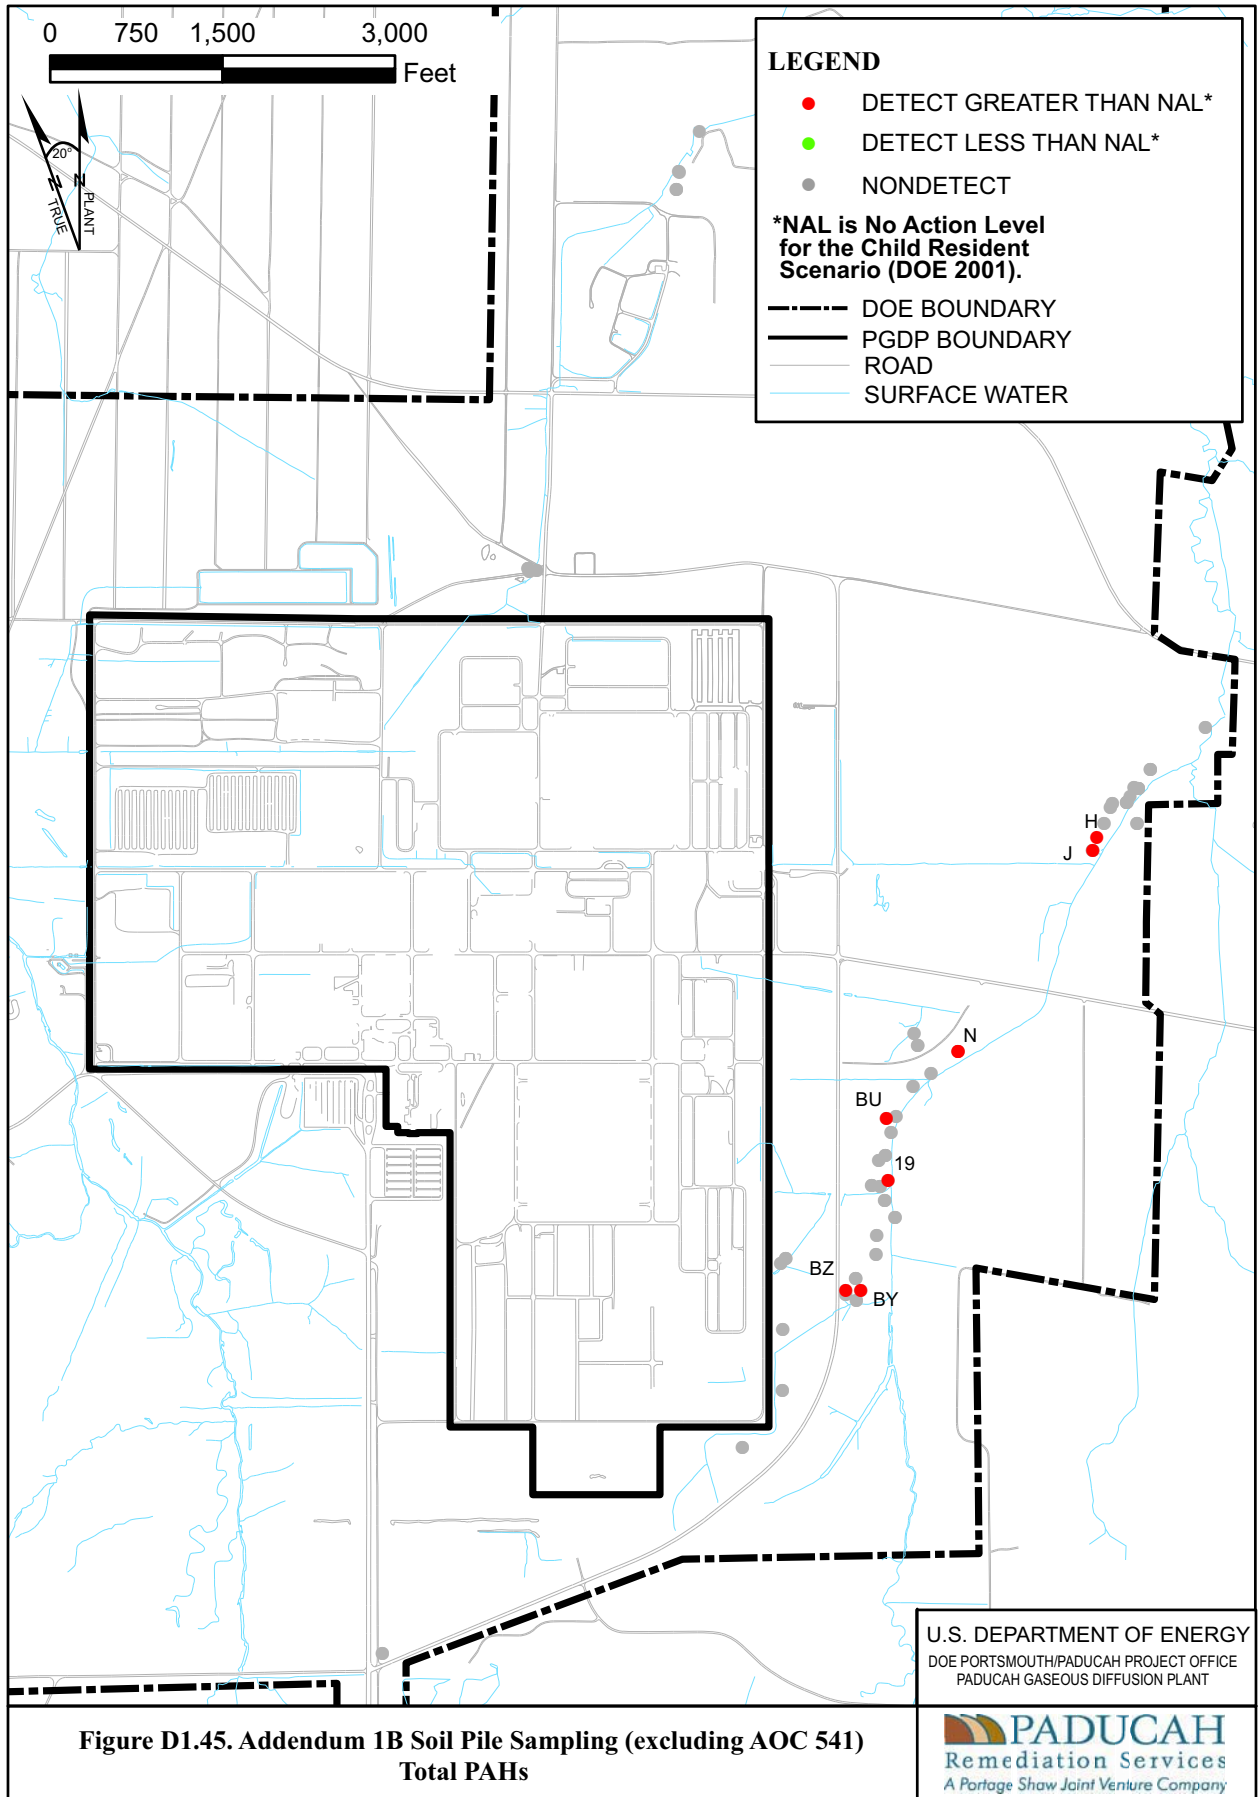 0 750 1,500 3,000
Feet
20°
N TRUE
N PLANT
LEGEND
DETECT GREATER THAN NAL*
DETECT LESS THAN NAL*
NONDETECT
*NAL is No Action Level
for the Child Resident
Scenario (DOE 2001).
DOE BOUNDARY
PGDP BOUNDARY
ROAD
SURFACE WATER
H
J
N
BU
19
BZ
BY
U.S. DEPARTMENT OF ENERGY
DOE PORTSMOUTH/PADUCAH PROJECT OFFICE
PADUCAH GASEOUS DIFFUSION PLANT
Figure D1.45. Addendum 1B Soil Pile Sampling (excluding AOC 541)
Total PAHs
PADUCAH
Remediation Services
A Portage Shaw Joint Venture Company